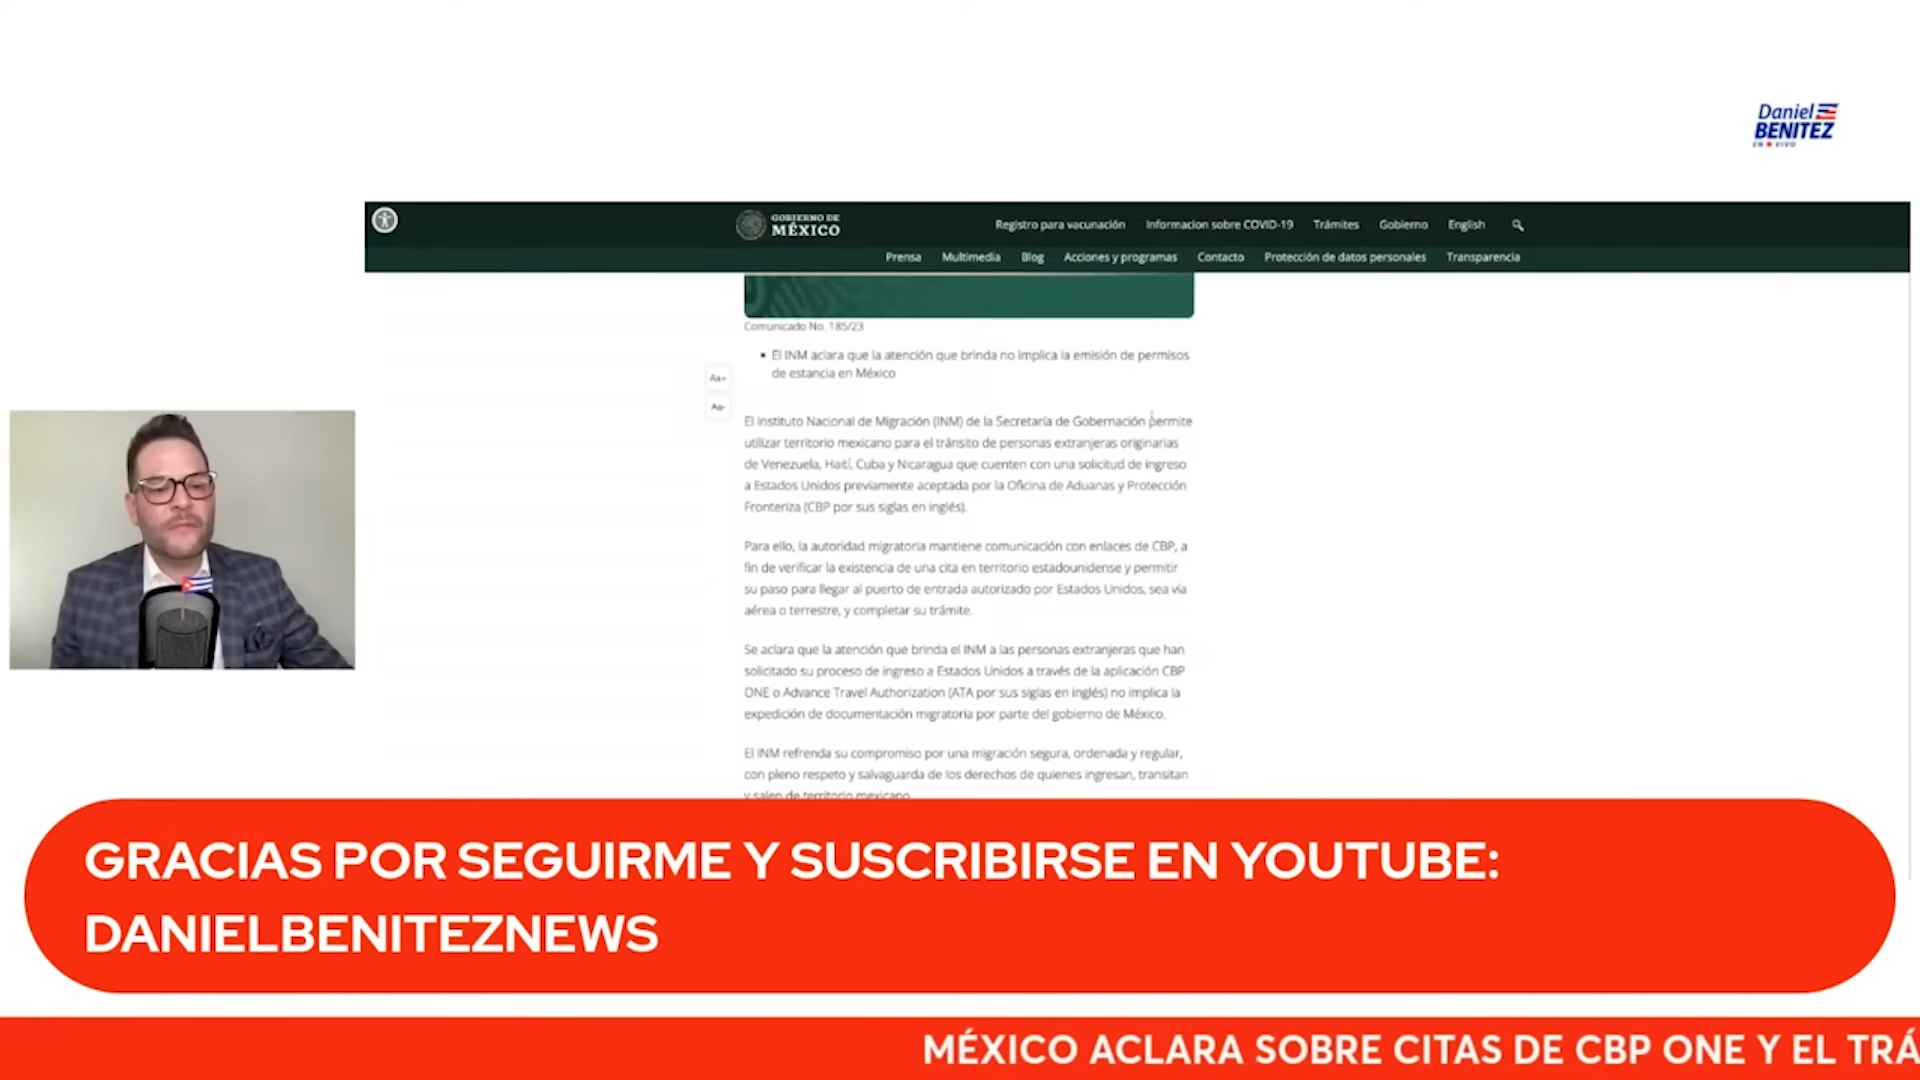 Daniel
BENITEZ
EN VIVO
GOBIERNO DE
MÉXICO
Registro para vacunación Informacion sobre COVID-19 Trámites Gobierno English
Prensa Multimedia Blog Acciones y programas Contacto Protección de datos personales Transparencia
Comunicado No. 185/23
• El INM aclara que la atención que brinda no implica la emisión de permisos
de estancia en México
Aa+
Aa-
El Instituto Nacional de Migración (INM) de la Secretaría de Gobernación permite
utilizar territorio mexicano para el tránsito de personas extranjeras originarias
de Venezuela, Haití, Cuba y Nicaragua que cuenten con una solicitud de ingreso
a Estados Unidos previamente aceptada por la Oficina de Aduanas y Protección
Fronteriza (CBP por sus siglas en inglés).
Para ello, la autoridad migratoria mantiene comunicación con enlaces de CBP, a
fin de verificar la existencia de una cita en territorio estadounidense y permitir
su paso para llegar al puerto de entrada autorizado por Estados Unidos, sea vía
aérea o terrestre, y completar su trámite.
Se aclara que la atención que brinda el INM a las personas extranjeras que han
solicitado su proceso de ingreso a Estados Unidos a través de la aplicación CBP
ONE o Advance Travel Authorization (ATA por sus siglas en inglés) no implica la
expedición de documentación migratoria por parte del gobierno de México.
El INM refrenda su compromiso por una migración segura, ordenada y regular,
con pleno respeto y salvaguarda de los derechos de quienes ingresan, transitan
y salen de territorio mexicano.
GRACIAS POR SEGUIRME Y SUSCRIBIRSE EN YOUTUBE:
DANIELBENITEZNEWS
MÉXICO ACLARA SOBRE CITAS DE CBP ONE Y EL TRÁ